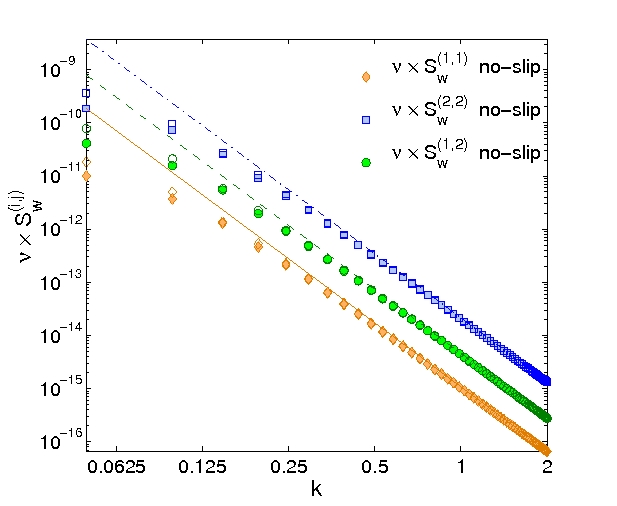 10⁻⁹
10⁻¹⁰
10⁻¹¹
10⁻¹²
10⁻¹³
10⁻¹⁴
10⁻¹⁵
10⁻¹⁶
ν × S_w^(i,j)
ν × S_w^(1,1) no-slip
ν × S_w^(2,2) no-slip
ν × S_w^(1,2) no-slip
0.0625 0.125 0.25 0.5 1 2
k